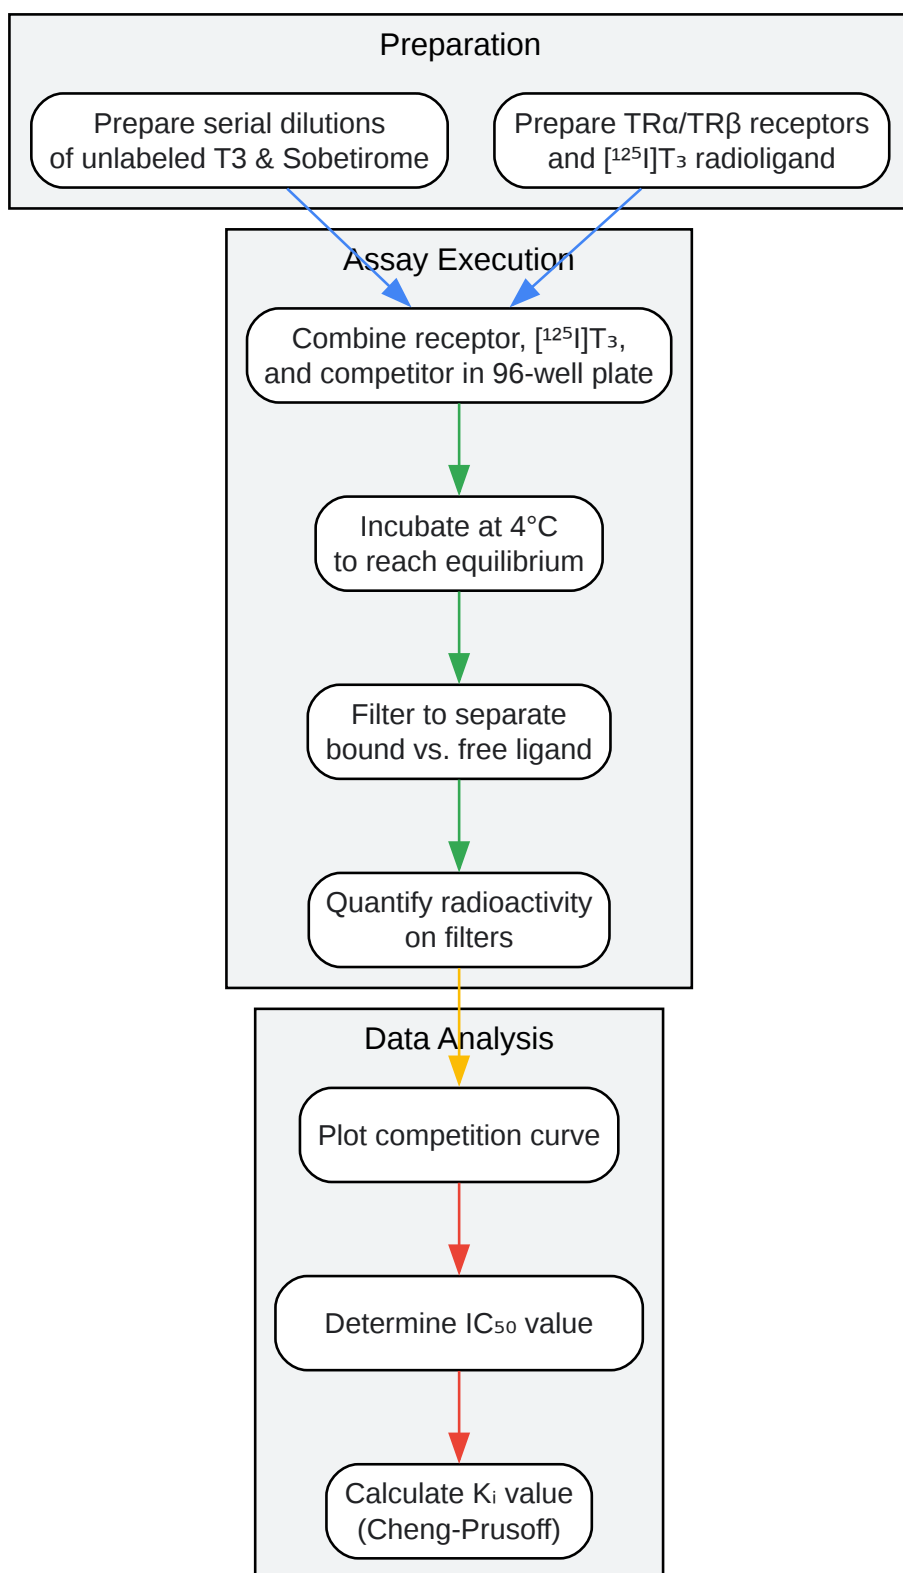 Preparation
Prepare serial dilutions
of unlabeled T3 & Sobetirome
Prepare TRα/TRβ receptors
and [¹²⁵I]T₃ radioligand
Assay Execution
Combine receptor, [¹²⁵I]T₃,
and competitor in 96-well plate
Incubate at 4°C
to reach equilibrium
Filter to separate
bound vs. free ligand
Quantify radioactivity
on filters
Data Analysis
Plot competition curve
Determine IC₅₀ value
Calculate Kᵢ value
(Cheng-Prusoff)